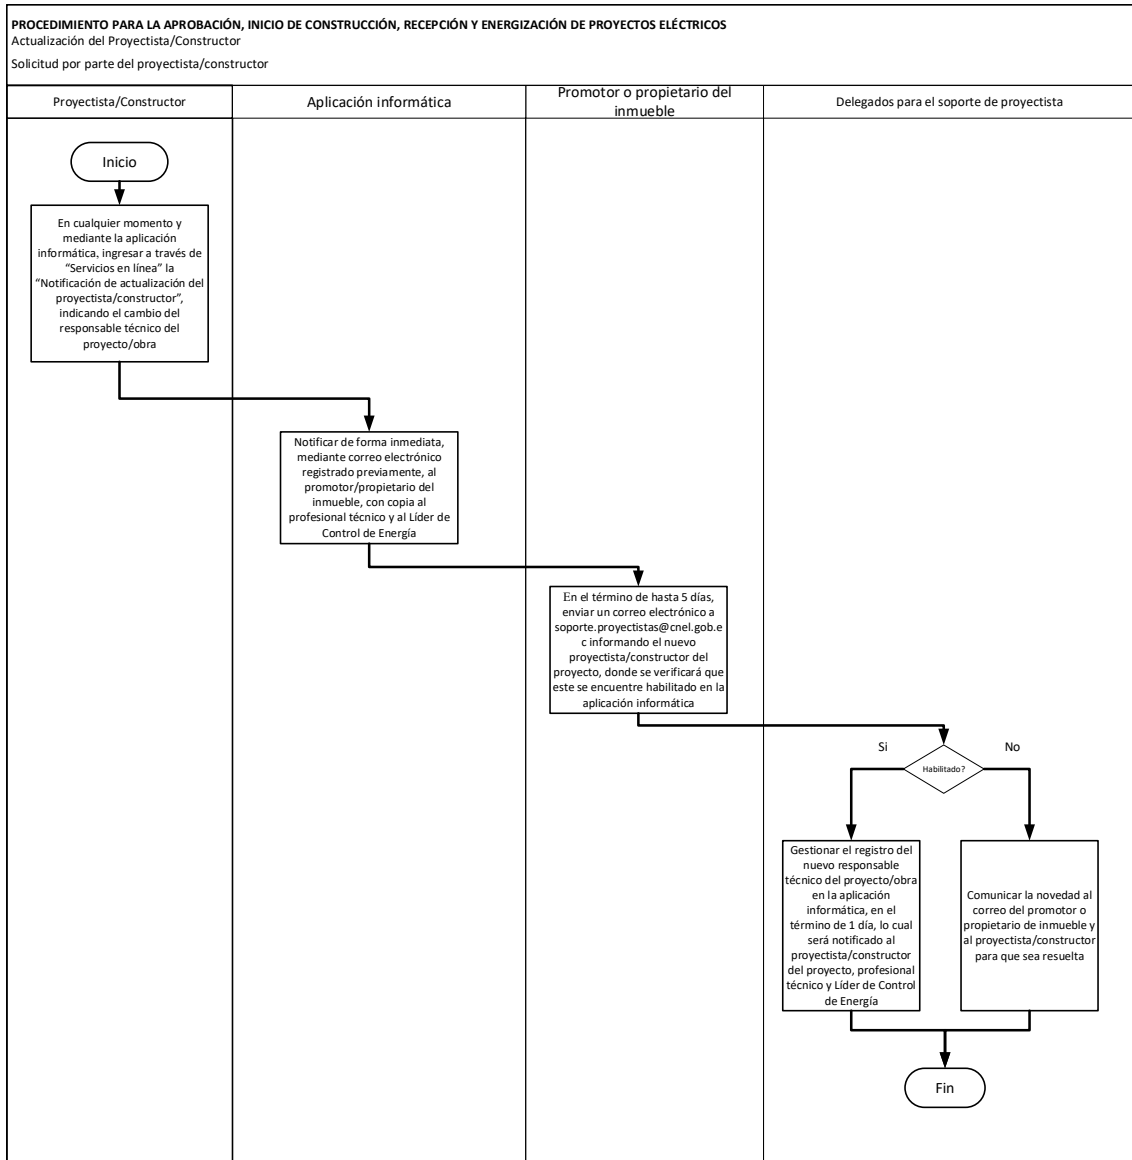 PROCEDIMIENTO PARA LA APROBACIÓN, INICIO DE CONSTRUCCIÓN, RECEPCIÓN Y ENERGIZACIÓN DE PROYECTOS ELÉCTRICOS
Actualización del Proyectista/Constructor
Solicitud por parte del proyectista/constructor
Proyectista/Constructor
Aplicación informática
Promotor o propietario del
inmueble
Delegados para el soporte de proyectista
Inicio
En cualquier momento y
mediante la aplicación
informática, ingresar a través de
“Servicios en línea” la
“Notificación de actualización del
proyectista/constructor”,
indicando el cambio del
responsable técnico del
proyecto/obra
Notificar de forma inmediata,
mediante correo electrónico
registrado previamente, al
promotor/propietario del
inmueble, con copia al
profesional técnico y al Líder de
Control de Energía
En el término de hasta 5 días,
enviar un correo electrónico a
soporte.proyectistas@cnel.gob.e
c informando el nuevo
proyectista/constructor del
proyecto, donde se verificará que
este se encuentre habilitado en la
aplicación informática
Si
No
Habilitado?
Gestionar el registro del
nuevo responsable
técnico del proyecto/obra
en la aplicación
informática, en el
término de 1 día, lo cual
será notificado al
proyectista/constructor
del proyecto, profesional
técnico y Líder de Control
de Energía
Comunicar la novedad al
correo del promotor o
propietario de inmueble y
al proyectista/constructor
para que sea resuelta
Fin